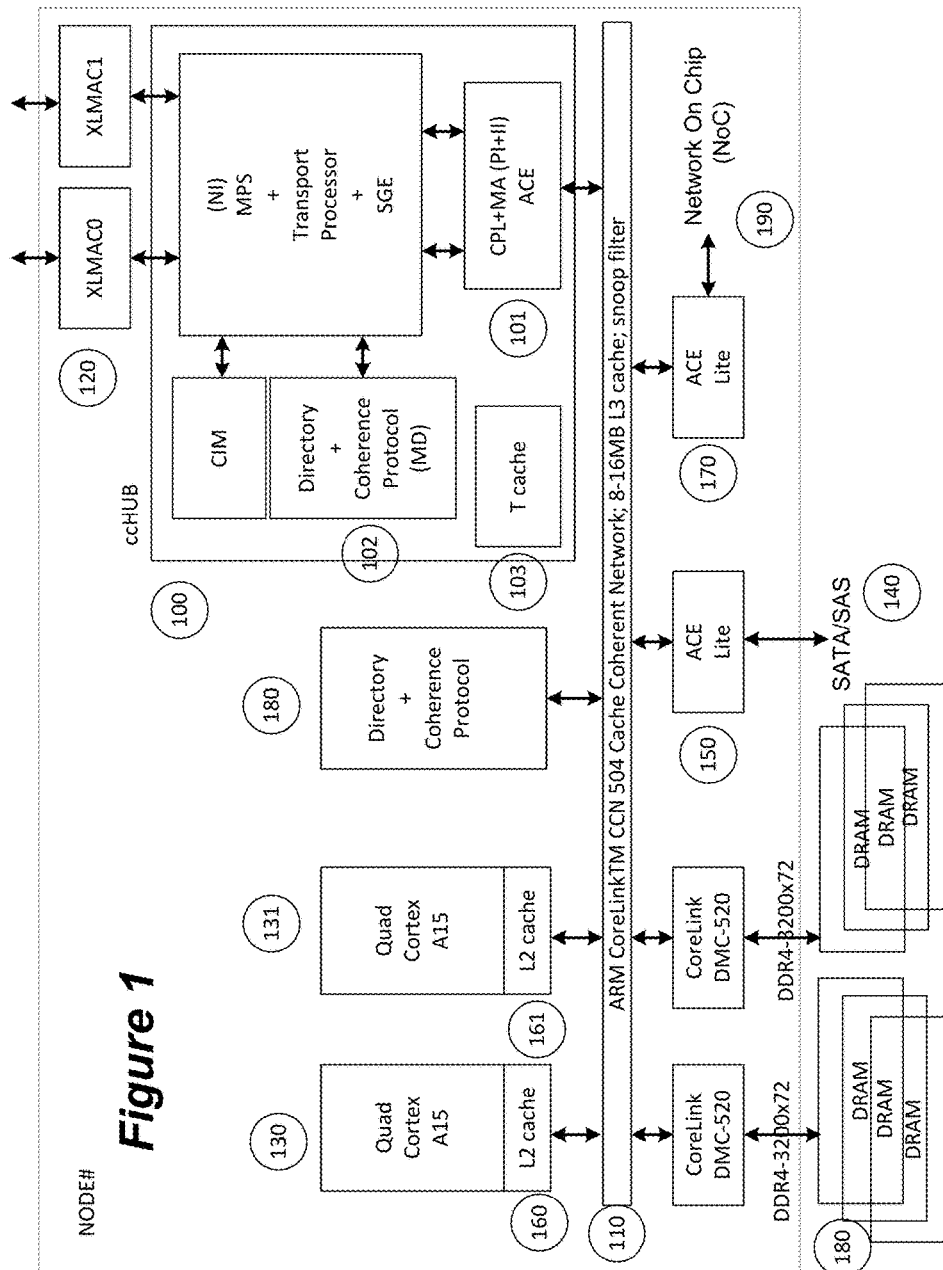 NODE#
Figure 1
130
Quad
Cortex
A15
L2 cache
160
131
Quad
Cortex
A15
L2 cache
161
180
Directory
+
Coherence
Protocol
100
ccHUB
CIM
Directory
+
Coherence
Protocol
(MD)
102
T cache
103
120
XLMAC0
XLMAC1
(NI)
MPS
+
Transport
Processor
+
SGE
CPL+MA (PI+II)
ACE
101
110
ARM CoreLinkTM CCN 504 Cache Coherent Network; 8-16MB L3 cache; snoop filter
CoreLink
DMC-520
DDR4-3200x72
DRAM
DRAM
DRAM
180
CoreLink
DMC-520
DDR4-3200x72
DRAM
DRAM
DRAM
ACE
Lite
150
SATA/SAS
140
ACE
Lite
170
Network On Chip
(NoC)
190